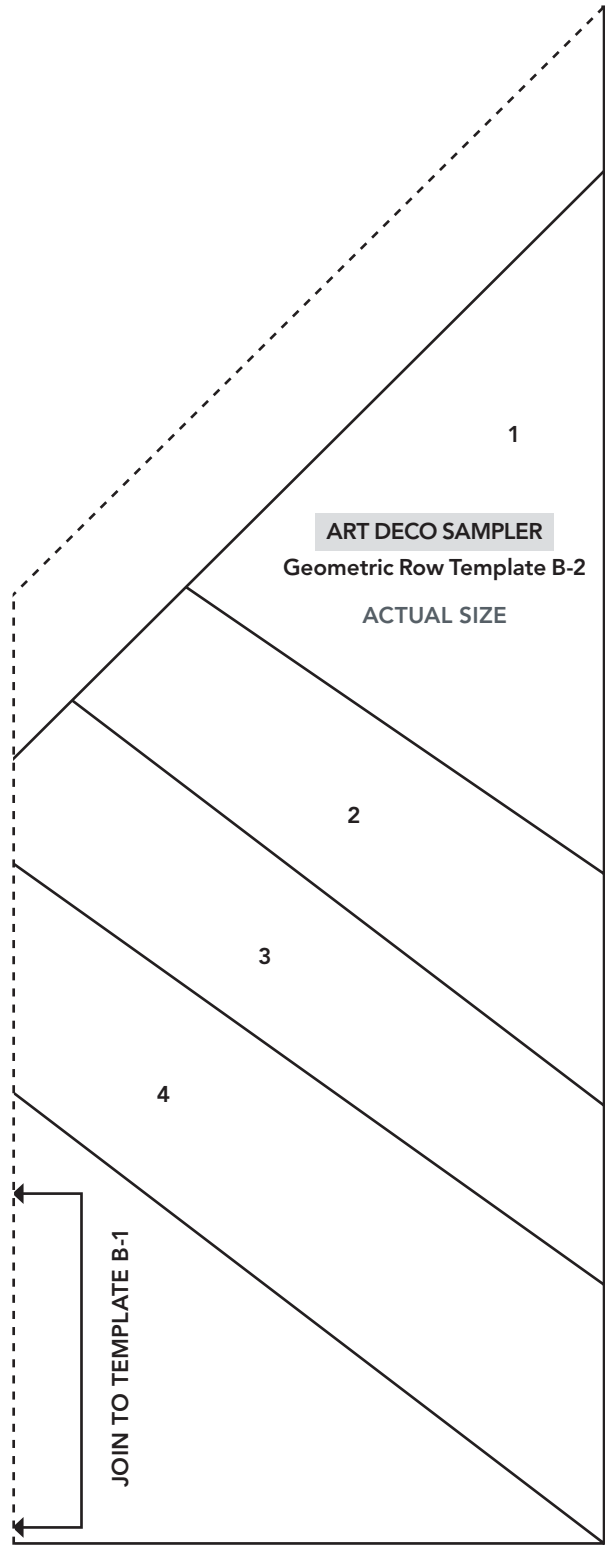 1
ART DECO SAMPLER
Geometric Row Template B-2
ACTUAL SIZE
2
3
4
JOIN TO TEMPLATE B-1